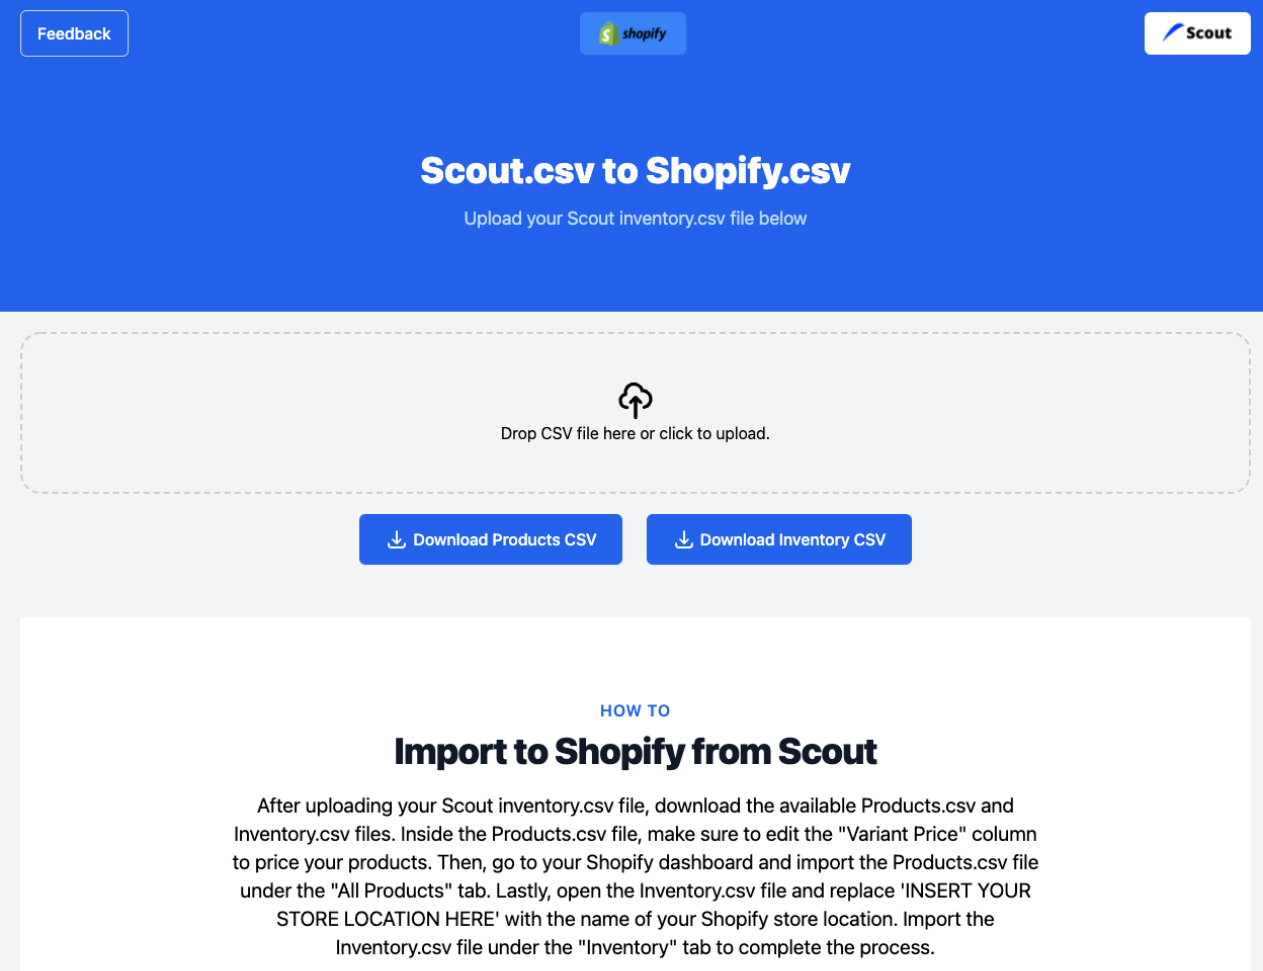 Feedback
shopify
Scout
Scout.csv to Shopify.csv
Upload your Scout inventory.csv file below
Drop CSV file here or click to upload.
Download Products CSV
Download Inventory CSV
HOW TO
Import to Shopify from Scout
After uploading your Scout inventory.csv file, download the available Products.csv and
Inventory.csv files. Inside the Products.csv file, make sure to edit the "Variant Price" column
to price your products. Then, go to your Shopify dashboard and import the Products.csv file
under the "All Products" tab. Lastly, open the Inventory.csv file and replace 'INSERT YOUR
STORE LOCATION HERE' with the name of your Shopify store location. Import the
Inventory.csv file under the "Inventory" tab to complete the process.